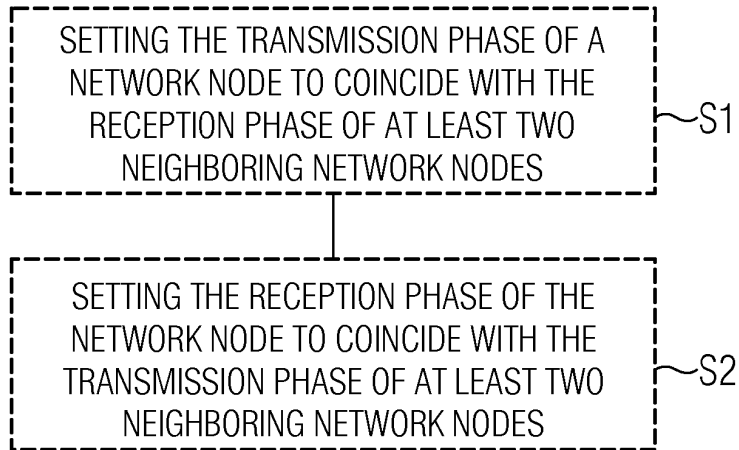 SETTING THE TRANSMISSION PHASE OF A
NETWORK NODE TO COINCIDE WITH THE
RECEPTION PHASE OF AT LEAST TWO
NEIGHBORING NETWORK NODES
S1
SETTING THE RECEPTION PHASE OF THE
NETWORK NODE TO COINCIDE WITH THE
TRANSMISSION PHASE OF AT LEAST TWO
NEIGHBORING NETWORK NODES
S2